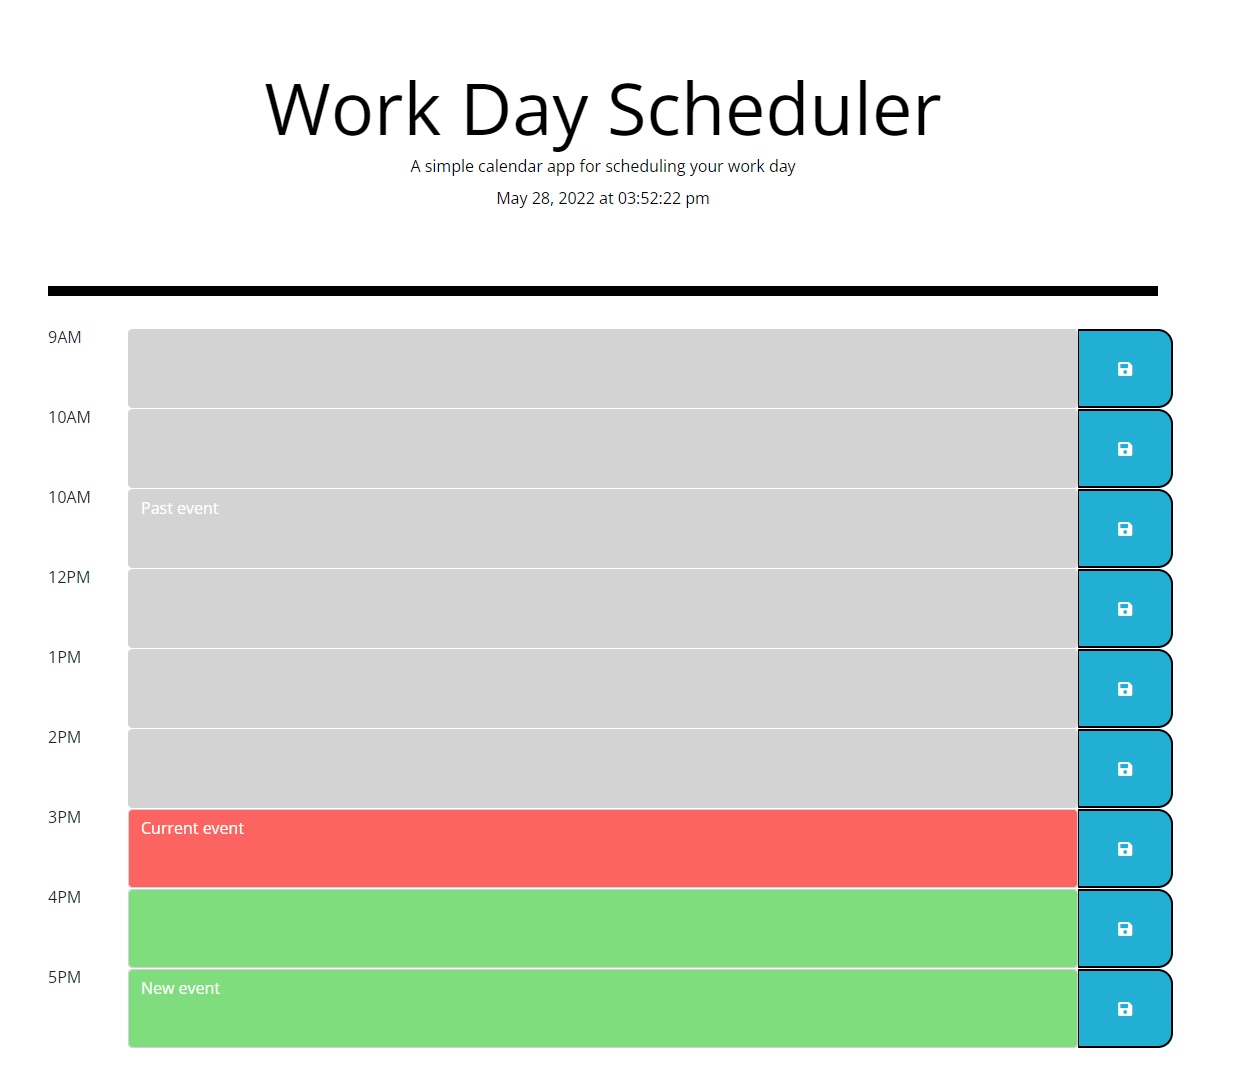 Work Day Scheduler
A simple calendar app for scheduling your work day
May 28, 2022 at 03:52:22 pm
9AM
10AM
10AM
Past event
12PM
1PM
2PM
3PM
Current event
4PM
5PM
New event